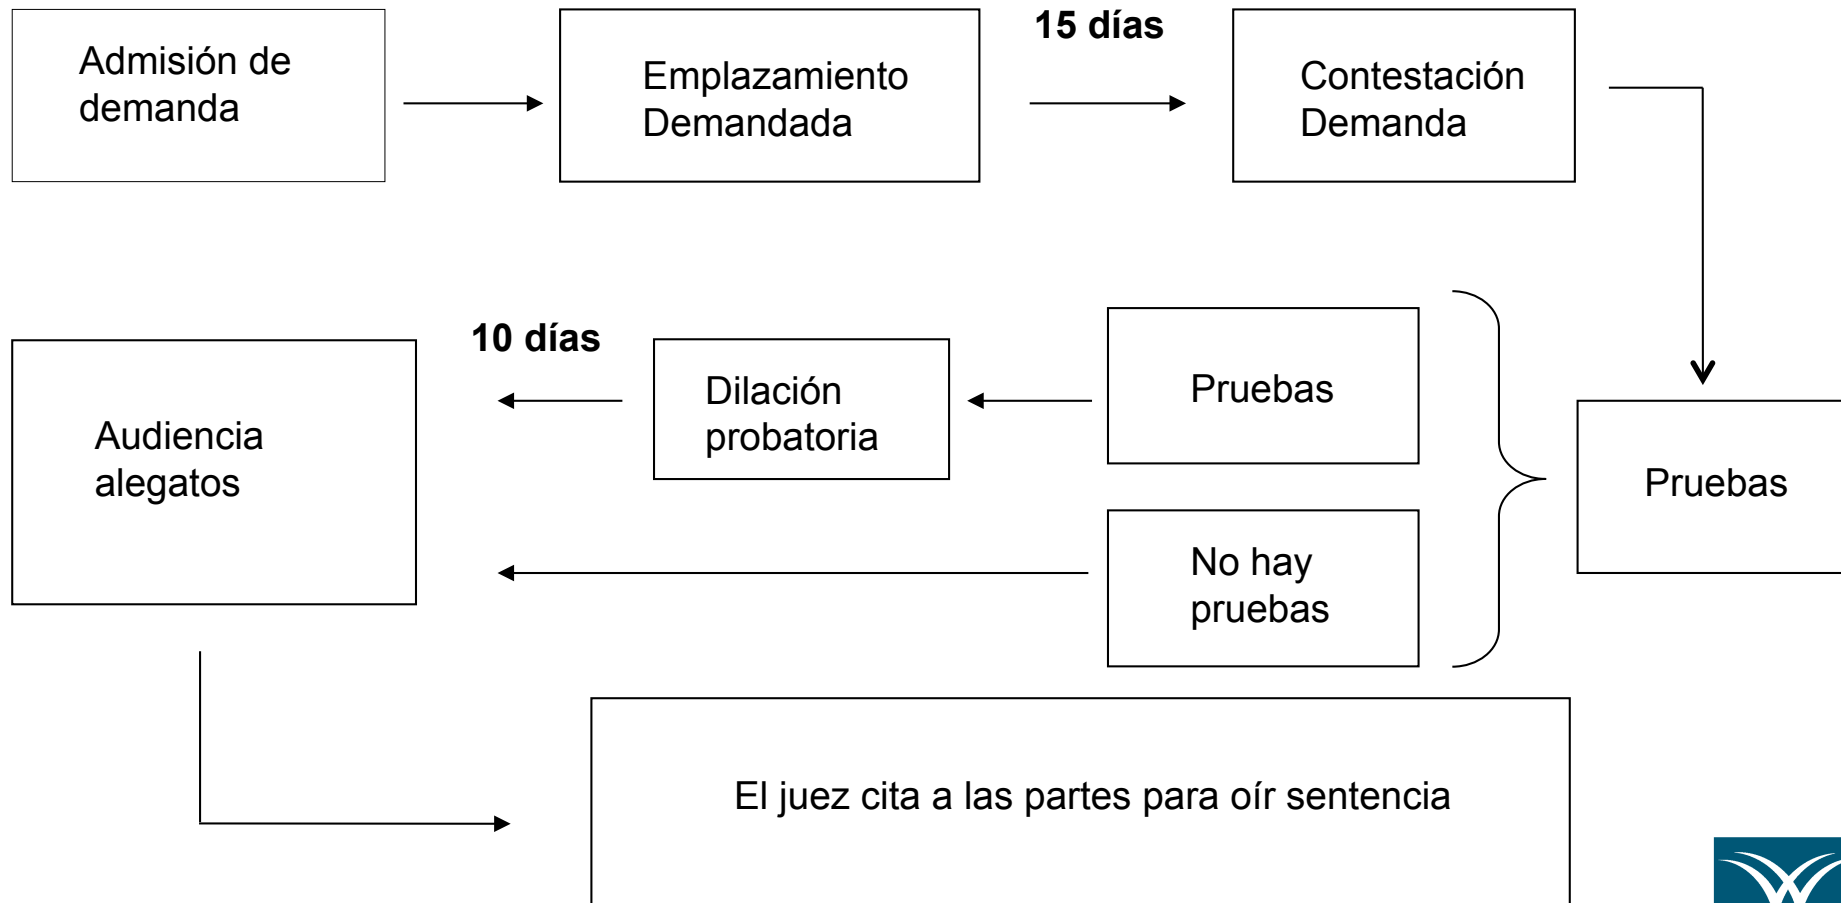 Admisión de
demanda
Emplazamiento
Demandada
15 días
Contestación
Demanda
Audiencia
alegatos
10 días
Dilación
probatoria
Pruebas
No hay
pruebas
Pruebas
El juez cita a las partes para oír sentencia